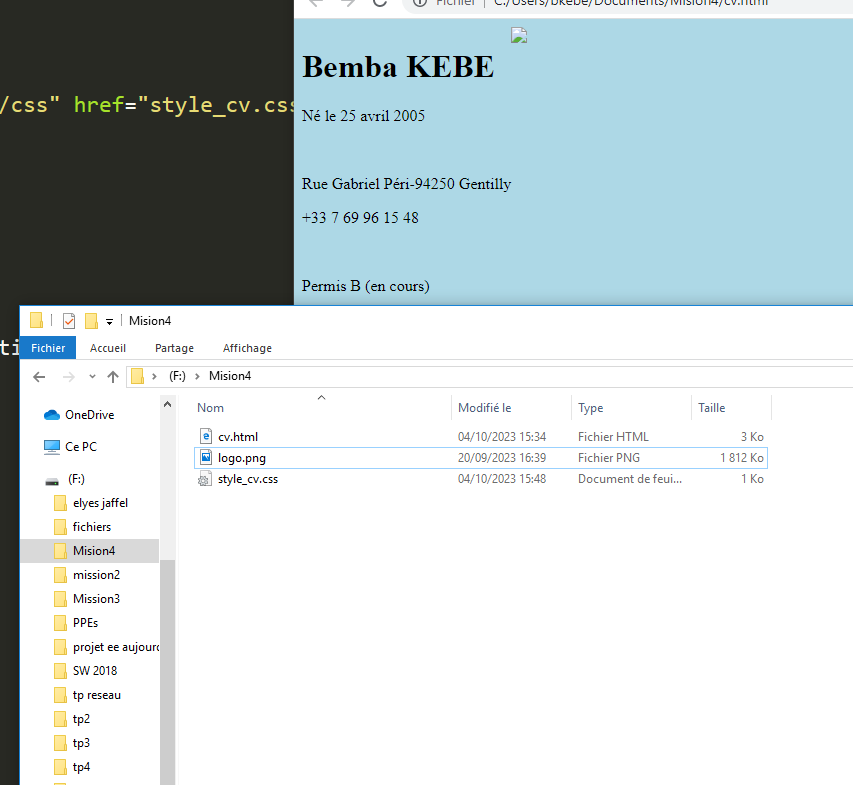 Fichier | C:/Users/bkebe/Documents/Mision4/cv.html
/css" href="style_cv.css
Bemba KEBE
Né le 25 avril 2005
Rue Gabriel Péri-94250 Gentilly
+33 7 69 96 15 48
Permis B (en cours)
ti
Mision4
Fichier Accueil Partage Affichage
(F:) Mision4
Nom Modifié le Type Taille
OneDrive
Ce PC
(F:)
elyes jaffel
fichiers
Mision4
mission2
Mission3
PPEs
projet ee aujourd
SW 2018
tp reseau
tp2
tp3
tp4
cv.html 04/10/2023 15:34 Fichier HTML 3 Ko
logo.png 20/09/2023 16:39 Fichier PNG 1 812 Ko
style_cv.css 04/10/2023 15:48 Document de feui... 1 Ko